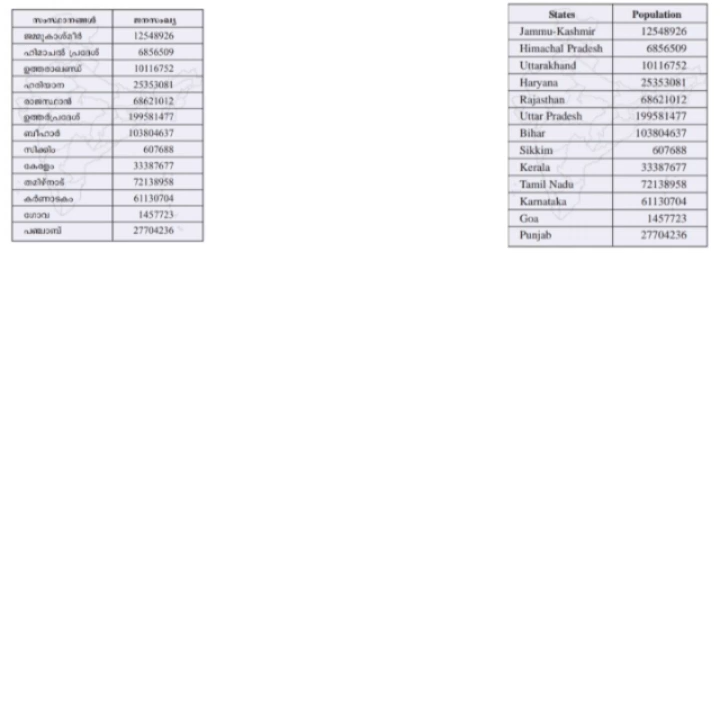 സംസ്ഥാനങ്ങൾ ജനസംഖ്യ
ജമ്മുകാശ്മീർ 12548926
ഹിമാചൽ പ്രദേശ് 6856509
ഉത്തരാഖണ്ഡ് 10116752
ഹരിയാന 25353081
രാജസ്ഥാൻ 68621012
ഉത്തർപ്രദേശ് 199581477
ബീഹാർ 103804637
സിക്കിം 607688
കേരളം 33387677
തമിഴ്നാട് 72138958
കർണാടകം 61130704
ഗോവ 1457723
പഞ്ചാബ് 27704236
States Population
Jammu-Kashmir 12548926
Himachal Pradesh 6856509
Uttarakhand 10116752
Haryana 25353081
Rajasthan 68621012
Uttar Pradesh 199581477
Bihar 103804637
Sikkim 607688
Kerala 33387677
Tamil Nadu 72138958
Karnataka 61130704
Goa 1457723
Punjab 27704236